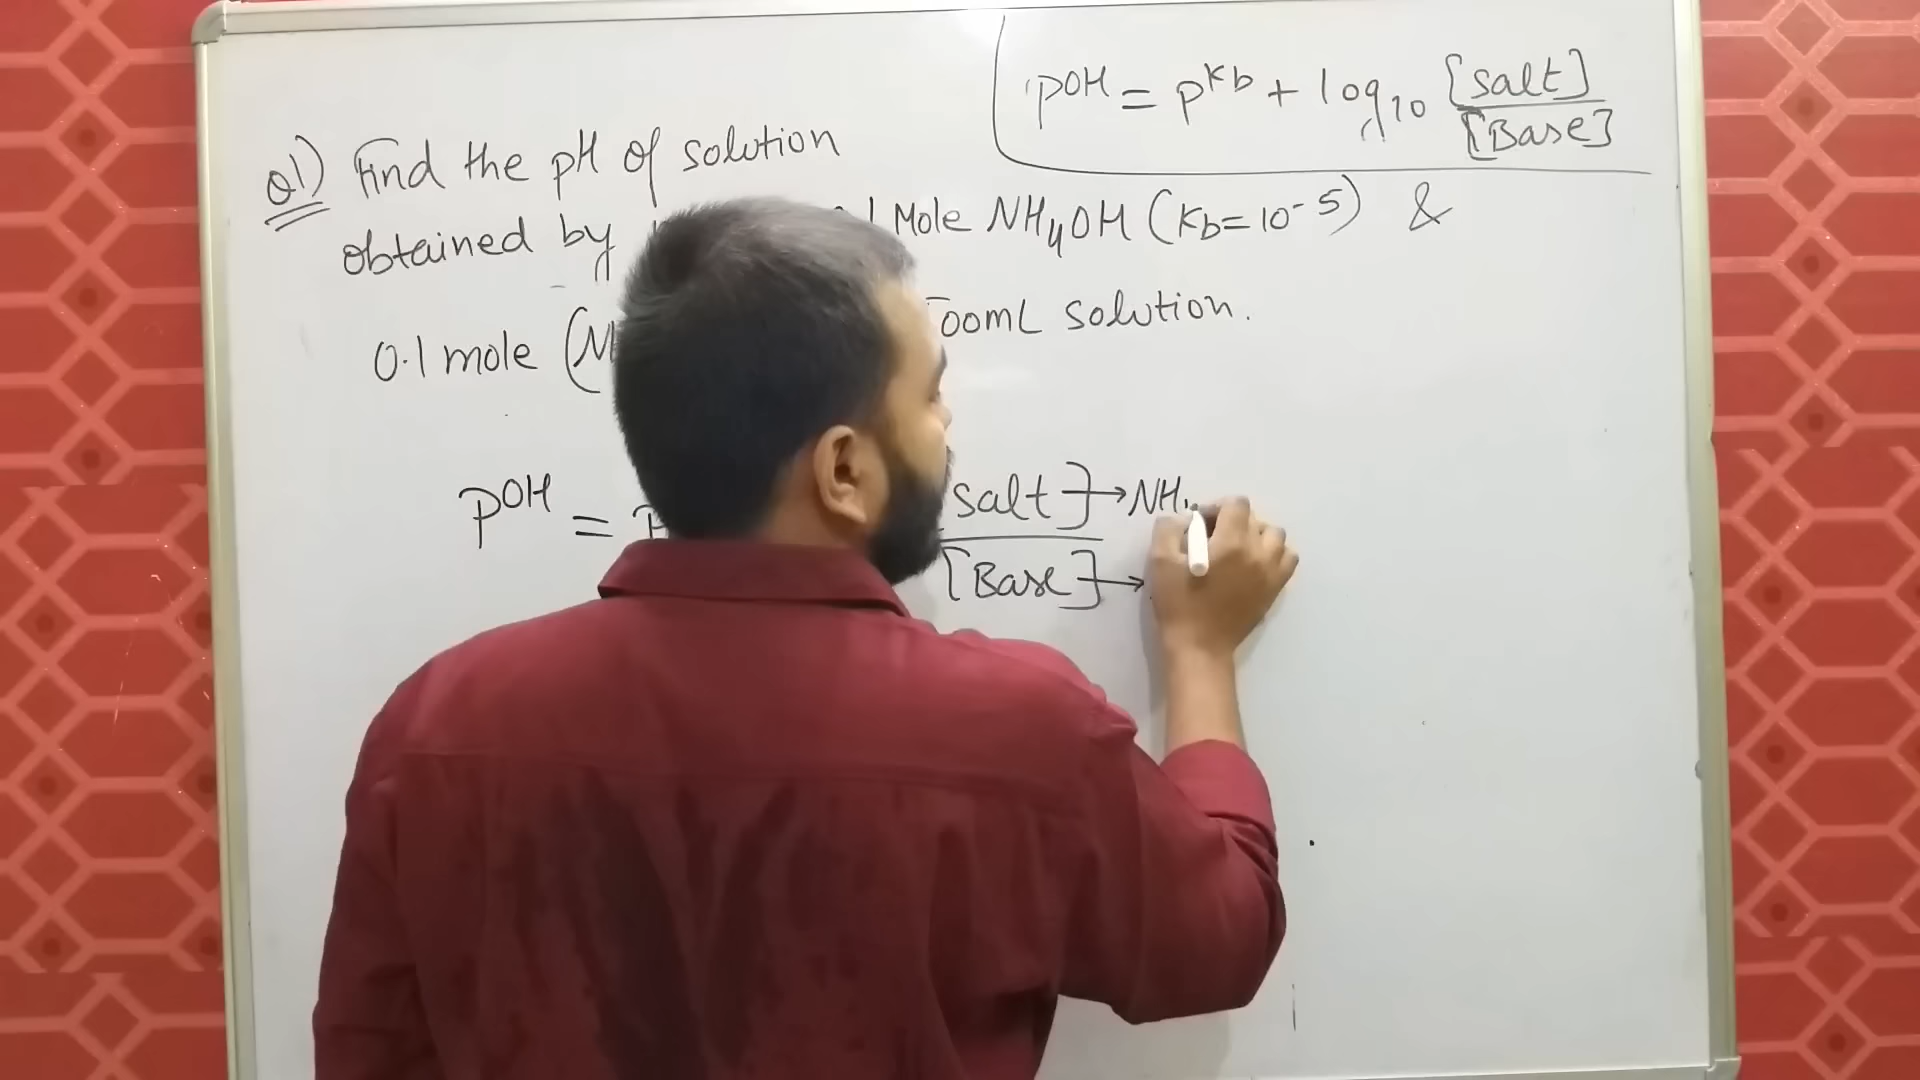 pOH = pKb + log10 [Salt]
[Base]
Q1) Find the pH of solution
obtained by Mole NH4OH (Kb=10-5) &
0.1 mole 500mL solution.
pOH = Salt] → NH
[Base] →